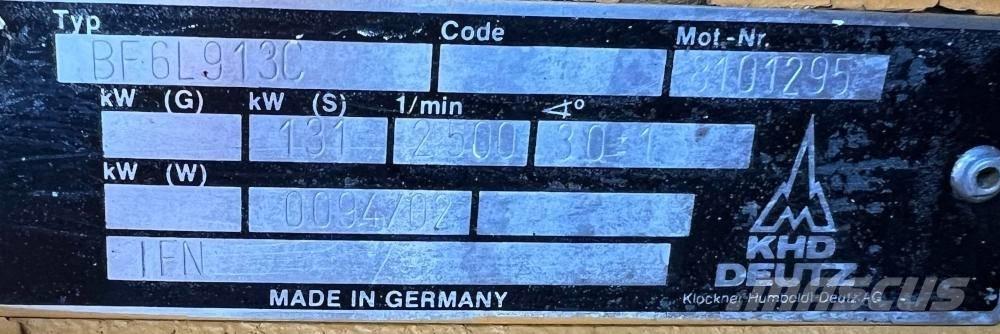 Typ Code Mot.-Nr.
BF6L913C 8101295
kW (G) kW (S) 1/min ∢°
131 2500 30±1
kW (W)
0094/02
IFN
KHD
DEUTZ
MADE IN GERMANY
Klöckner-Humboldt-Deutz AG
MASCUS